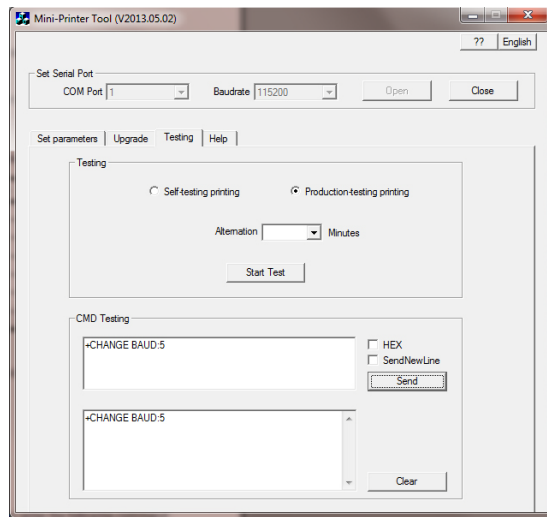 Mini-Printer Tool (V2013.05.02)
?? English
Set Serial Port
COM Port 1 Baudrate 115200 Open Close
Set parameters Upgrade Testing Help
Testing
Self-testing printing Production-testing printing
Alternation Minutes
Start Test
CMD Testing
+CHANGE BAUD:5
HEX
SendNewLine
Send
+CHANGE BAUD:5
Clear